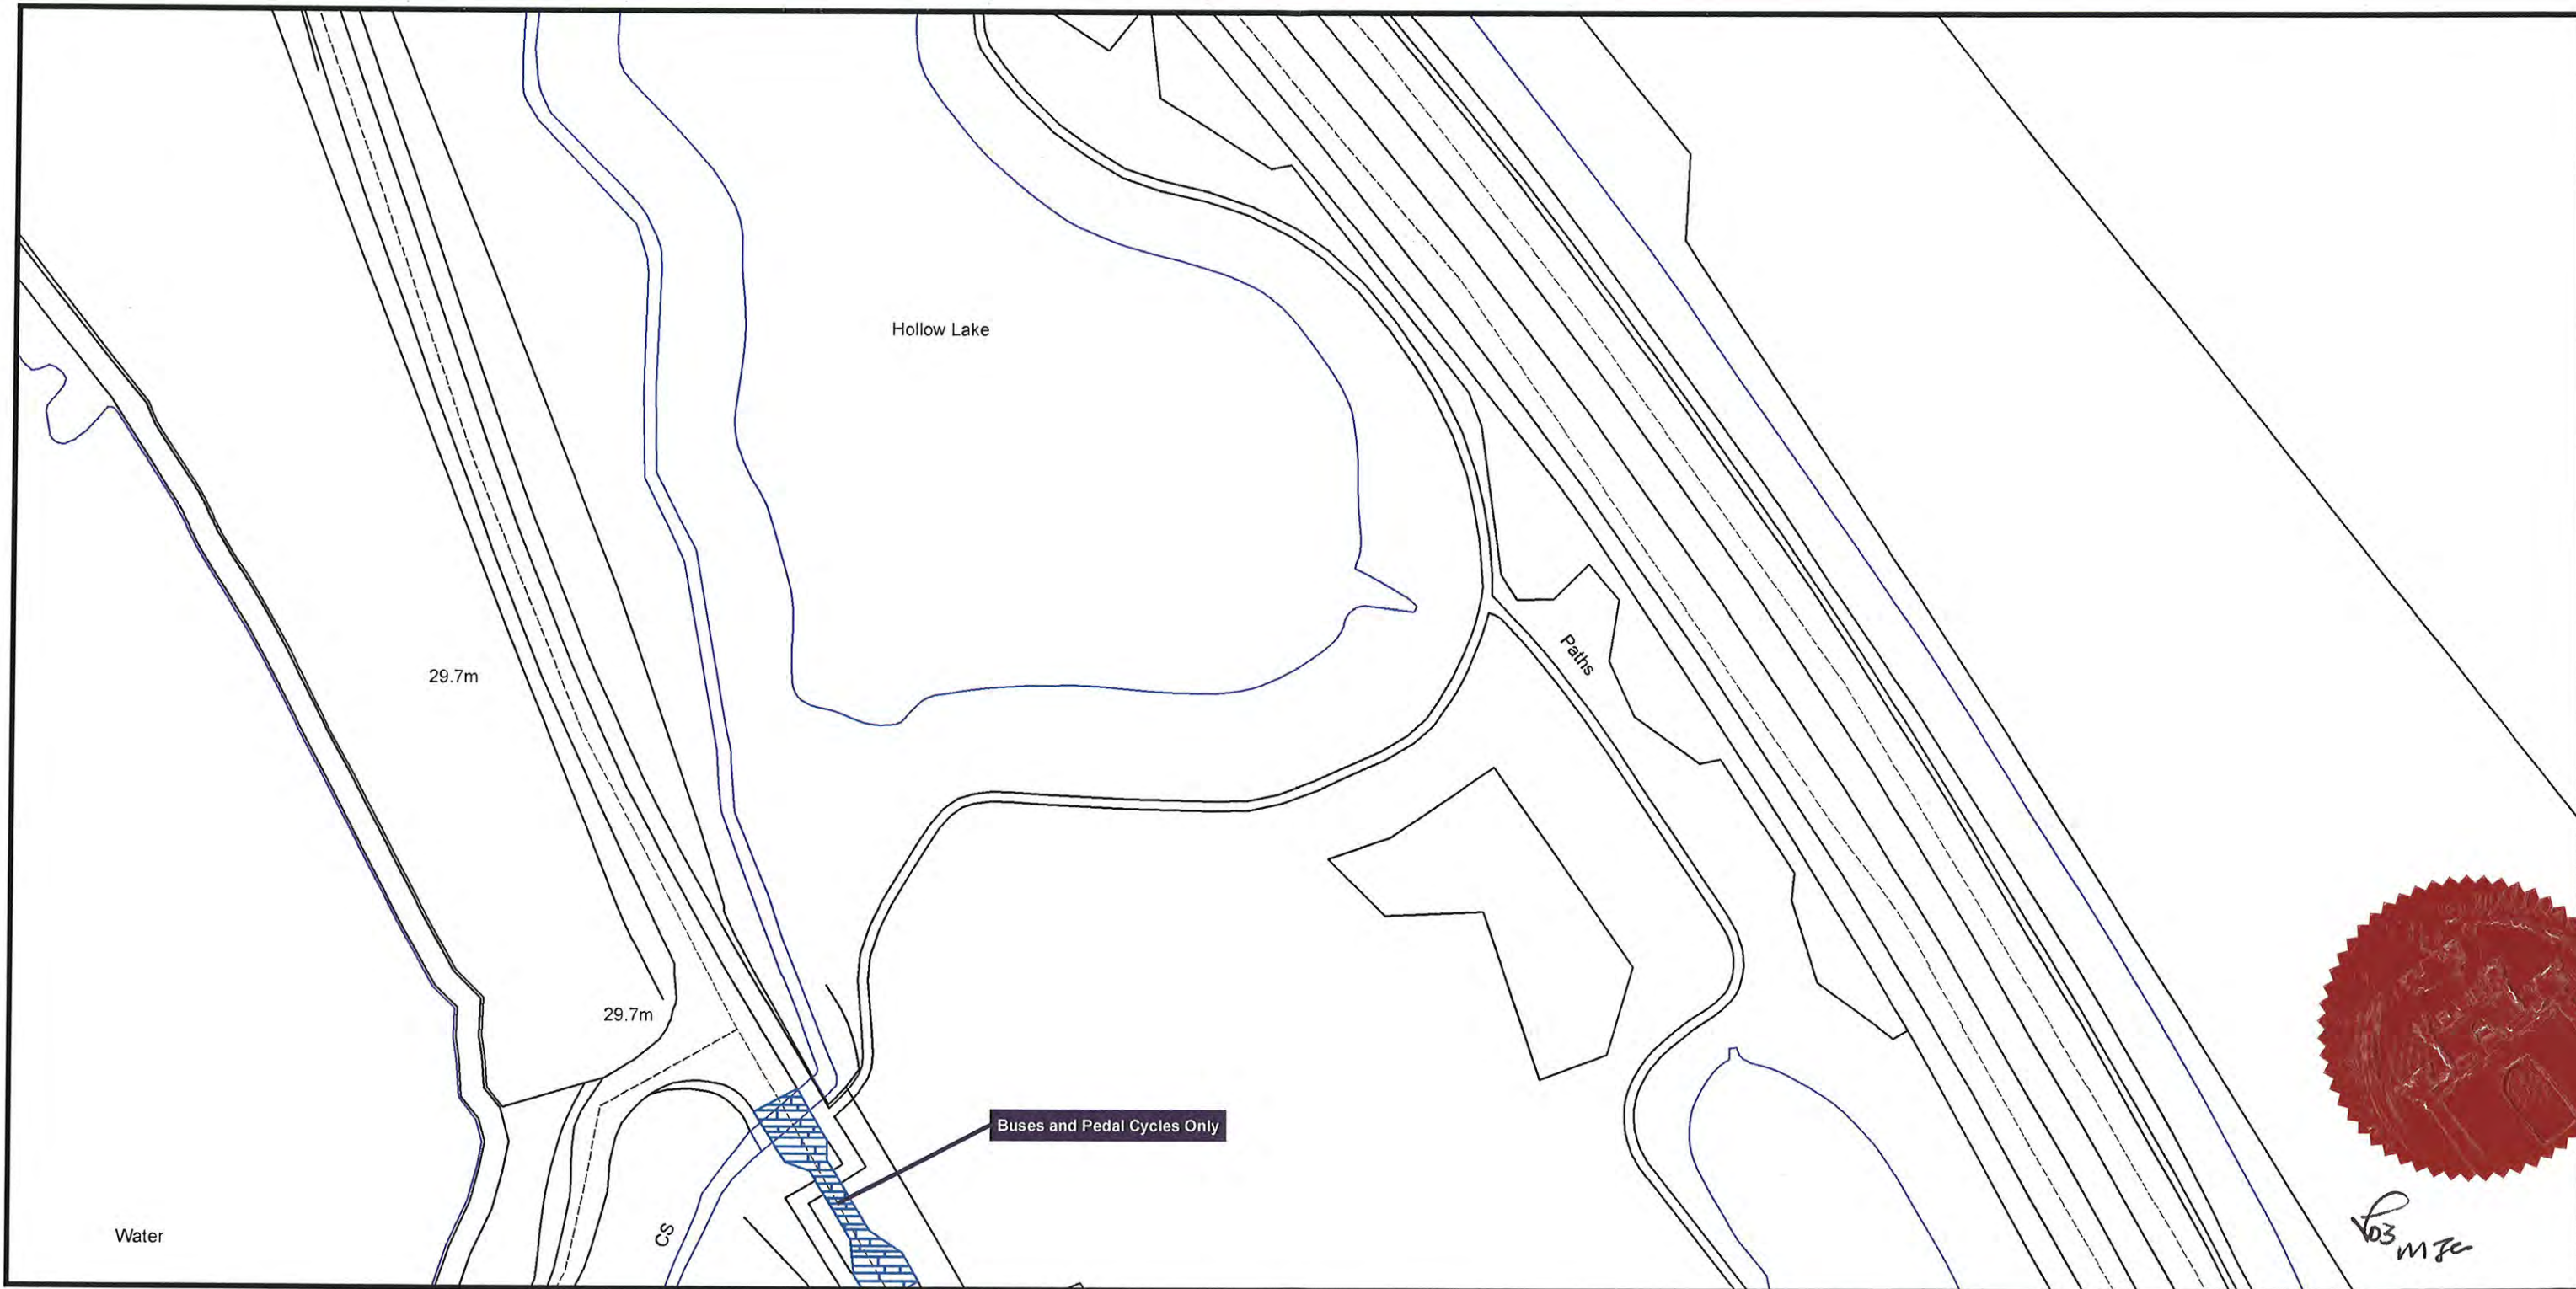 Hollow Lake
Paths
29.7m
29.7m
Buses and Pedal Cycles Only
CS
Water